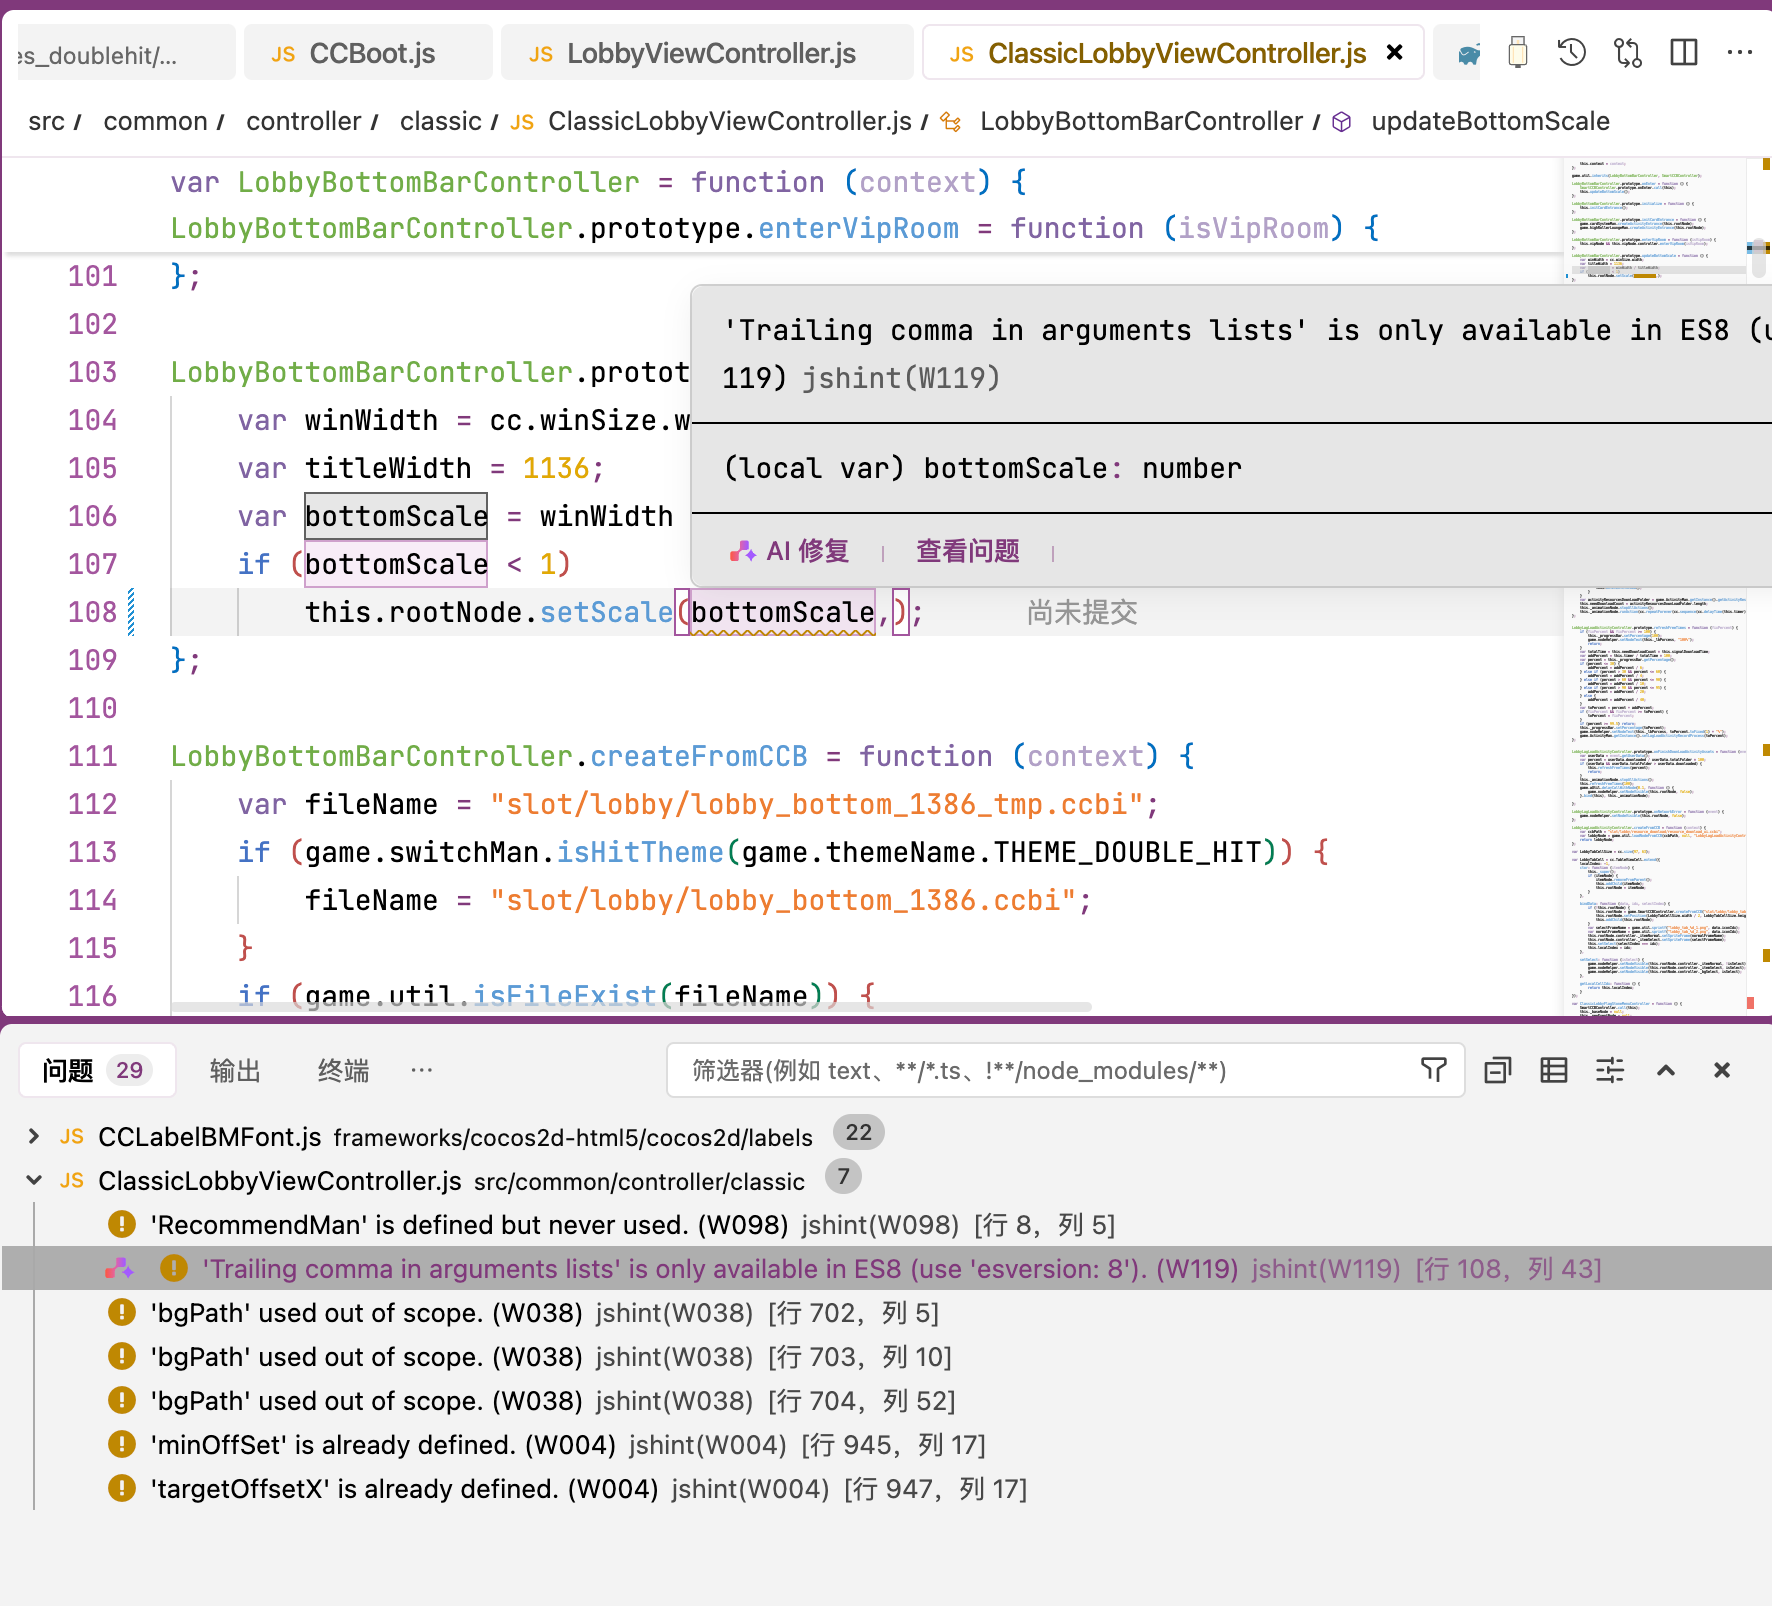 es_doublehit/...
JS CCBoot.js
JS LobbyViewController.js
JS ClassicLobbyViewController.js
src / common / controller / classic / JS ClassicLobbyViewController.js / LobbyBottomBarController / updateBottomScale
var LobbyBottomBarController = function (context) {
LobbyBottomBarController.prototype.enterVipRoom = function (isVipRoom) {
101 };
102
103 LobbyBottomBarController.protot
104 var winWidth = cc.winSize.w
105 var titleWidth = 1136;
106 var bottomScale = winWidth
107 if (bottomScale < 1)
108 this.rootNode.setScale(bottomScale,); 尚未提交
109 };
110
111 LobbyBottomBarController.createFromCCB = function (context) {
112 var fileName = "slot/lobby/lobby_bottom_1386_tmp.ccbi";
113 if (game.switchMan.isHitTheme(game.themeName.THEME_DOUBLE_HIT)) {
114 fileName = "slot/lobby/lobby_bottom_1386.ccbi";
115 }
116 if (game.util.isFileExist(fileName)) {
'Trailing comma in arguments lists' is only available in ES8 (u
119) jshint(W119)
(local var) bottomScale: number
AI 修复 | 查看问题 |
问题 29 输出 终端 ···
筛选器(例如 text、**/*.ts、!**/node_modules/**)
JS CCLabelBMFont.js frameworks/cocos2d-html5/cocos2d/labels 22
JS ClassicLobbyViewController.js src/common/controller/classic 7
'RecommendMan' is defined but never used. (W098) jshint(W098) [行 8，列 5]
'Trailing comma in arguments lists' is only available in ES8 (use 'esversion: 8'). (W119) jshint(W119) [行 108，列 43]
'bgPath' used out of scope. (W038) jshint(W038) [行 702，列 5]
'bgPath' used out of scope. (W038) jshint(W038) [行 703，列 10]
'bgPath' used out of scope. (W038) jshint(W038) [行 704，列 52]
'minOffSet' is already defined. (W004) jshint(W004) [行 945，列 17]
'targetOffsetX' is already defined. (W004) jshint(W004) [行 947，列 17]